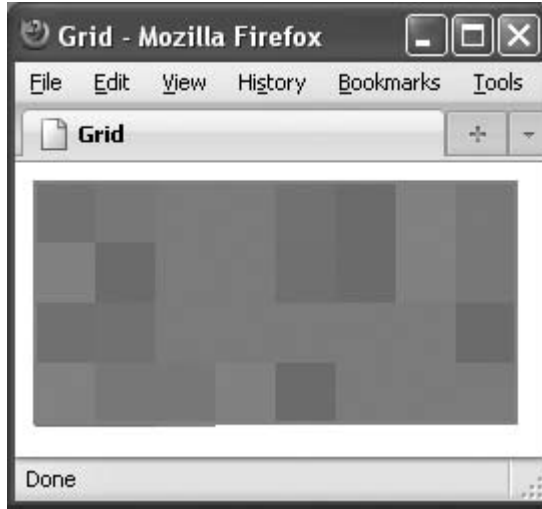 Grid - Mozilla Firefox
File Edit View History Bookmarks Tools
Grid
Done